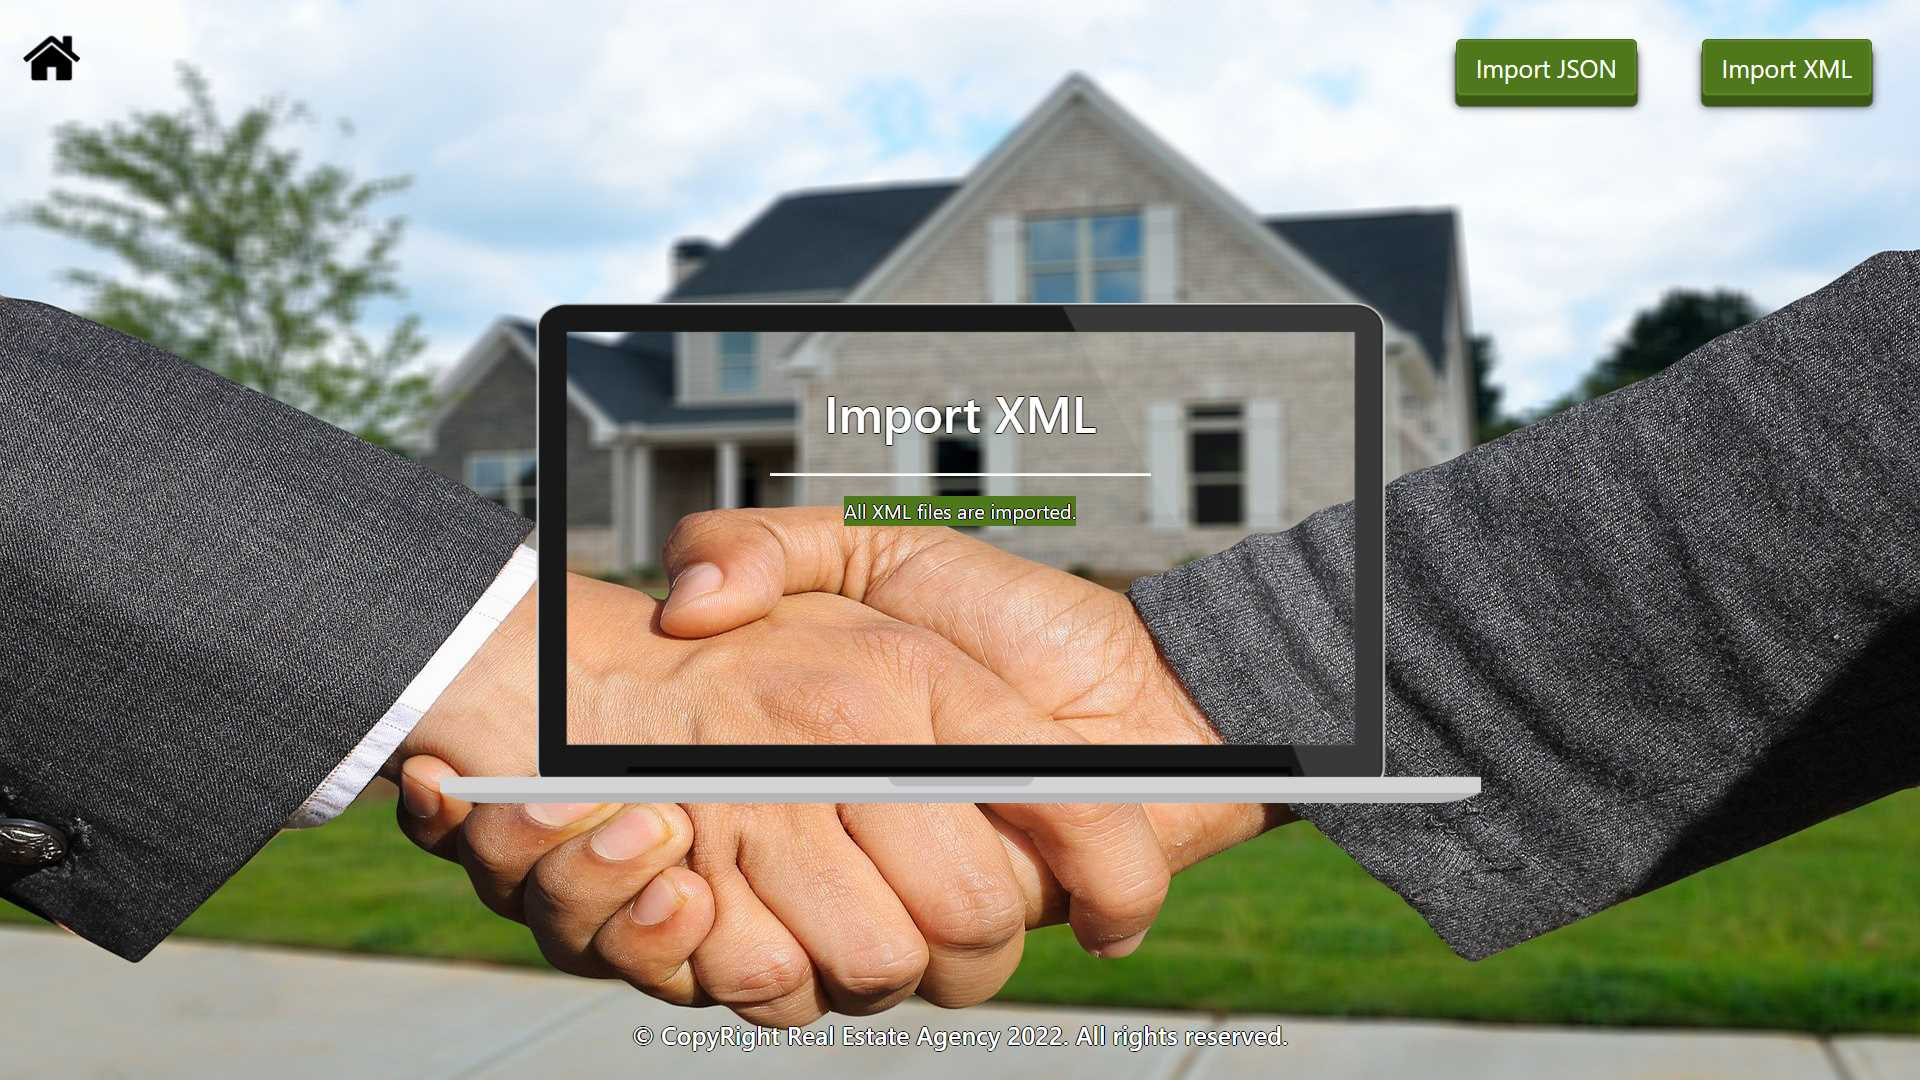 Import JSON
Import XML
Import XML
All XML files are imported.
© CopyRight Real Estate Agency 2022. All rights reserved.